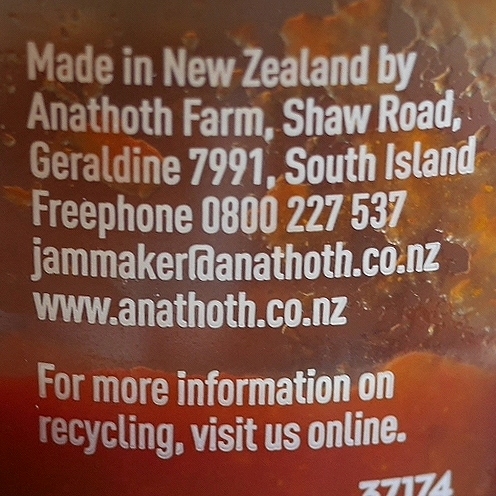 Made in New Zealand by
Anathoth Farm, Shaw Road,
Geraldine 7991, South Island
Freephone 0800 227 537
jammaker@anathoth.co.nz
www.anathoth.co.nz
For more information on
recycling, visit us online.
37174